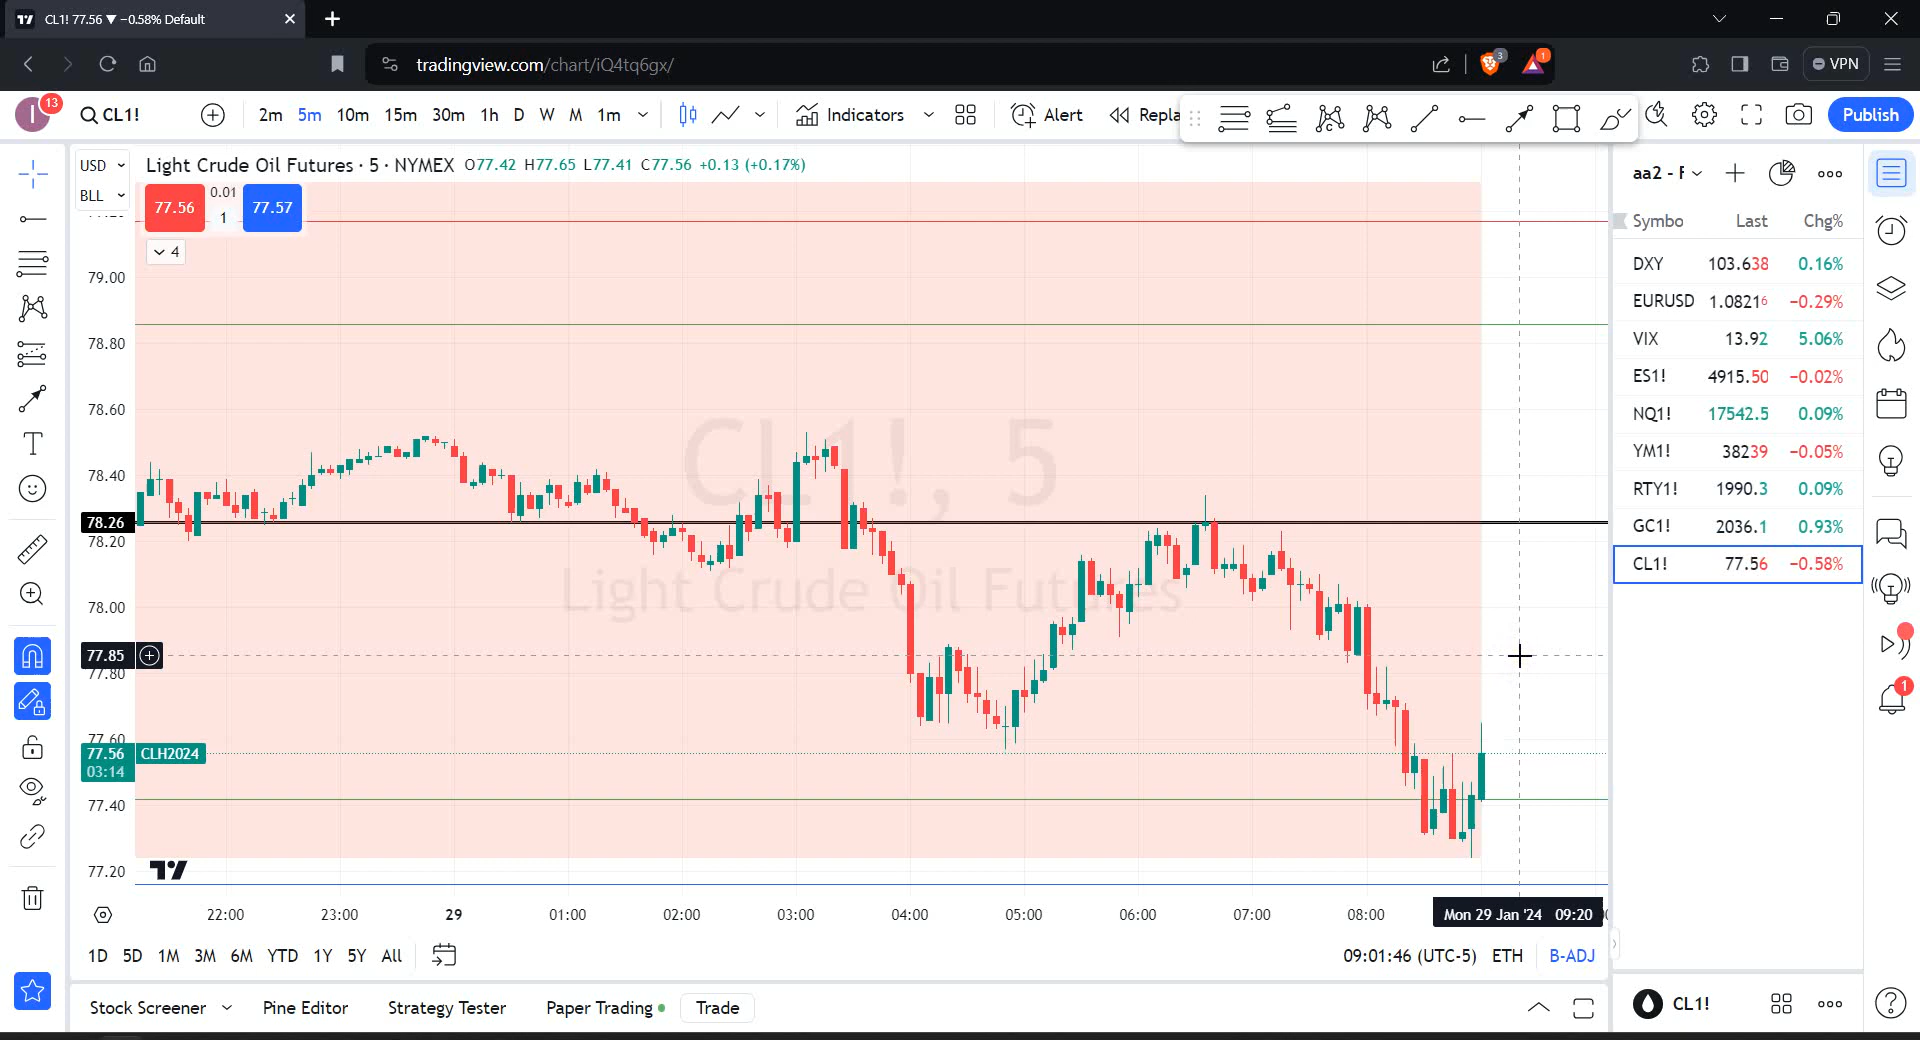 CL1! 77.56 ▼ −0.58% Default
tradingview.com/chart/iQ4tq6gx/
3
1
VPN
I
13
CL1!
2m 5m 10m 15m 30m 1h D W M 1m
Indicators
Alert
Repla
Publish
USD
BLL
Light Crude Oil Futures · 5 · NYMEX O77.42 H77.65 L77.41 C77.56 +0.13 (+0.17%)
77.56
0.01
1
77.57
4
CL1!, 5
Light Crude Oil Futures
79.00
78.80
78.60
78.40
78.26
78.20
78.00
77.85
77.80
77.60
77.56 CLH2024
03:14
77.40
77.20
22:00 23:00 29 01:00 02:00 03:00 04:00 05:00 06:00 07:00 08:00 Mon 29 Jan '24 09:20
1D 5D 1M 3M 6M YTD 1Y 5Y All
09:01:46 (UTC-5) ETH B-ADJ
Stock Screener Pine Editor Strategy Tester Paper Trading Trade
aa2 - F
Symbo Last Chg%
DXY 103.638 0.16%
EURUSD 1.08216 −0.29%
VIX 13.92 5.06%
ES1! 4915.50 −0.02%
NQ1! 17542.5 0.09%
YM1! 38239 −0.05%
RTY1! 1990.3 0.09%
GC1! 2036.1 0.93%
CL1! 77.56 −0.58%
1
CL1!